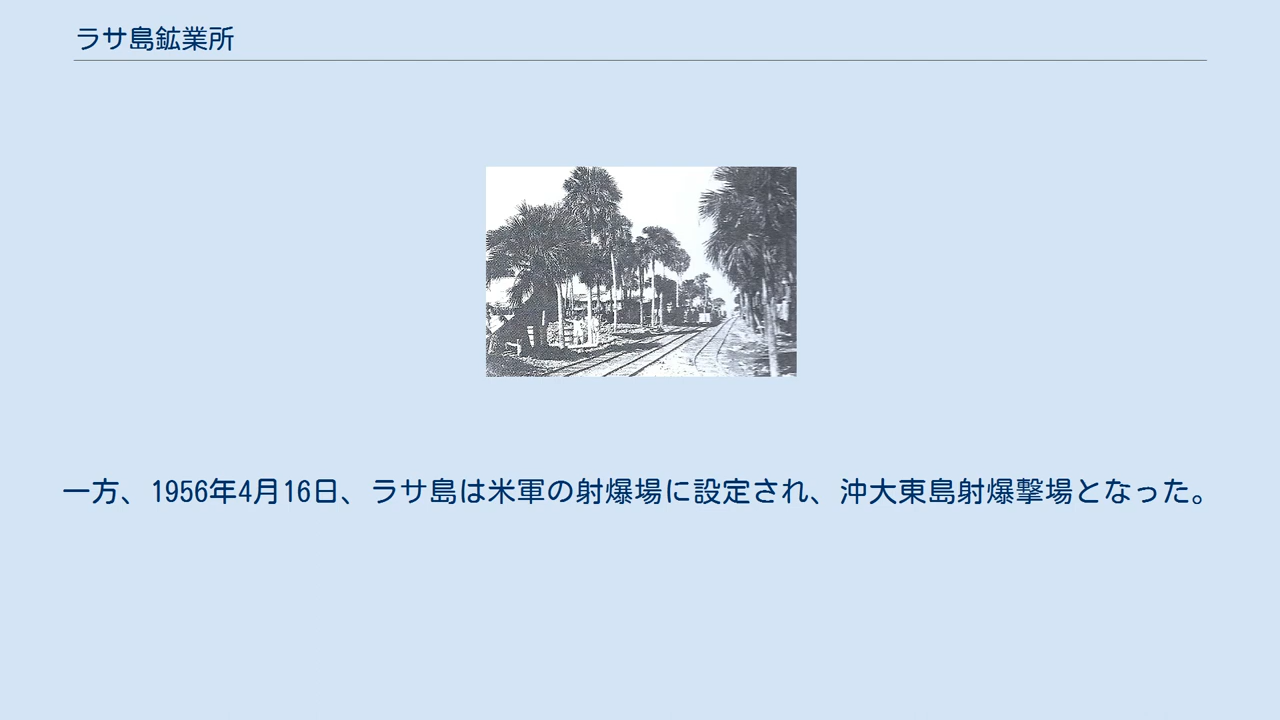 ラサ島鉱業所
一方、1956年4月16日、ラサ島は米軍の射爆場に設定され、沖大東島射爆撃場となった。